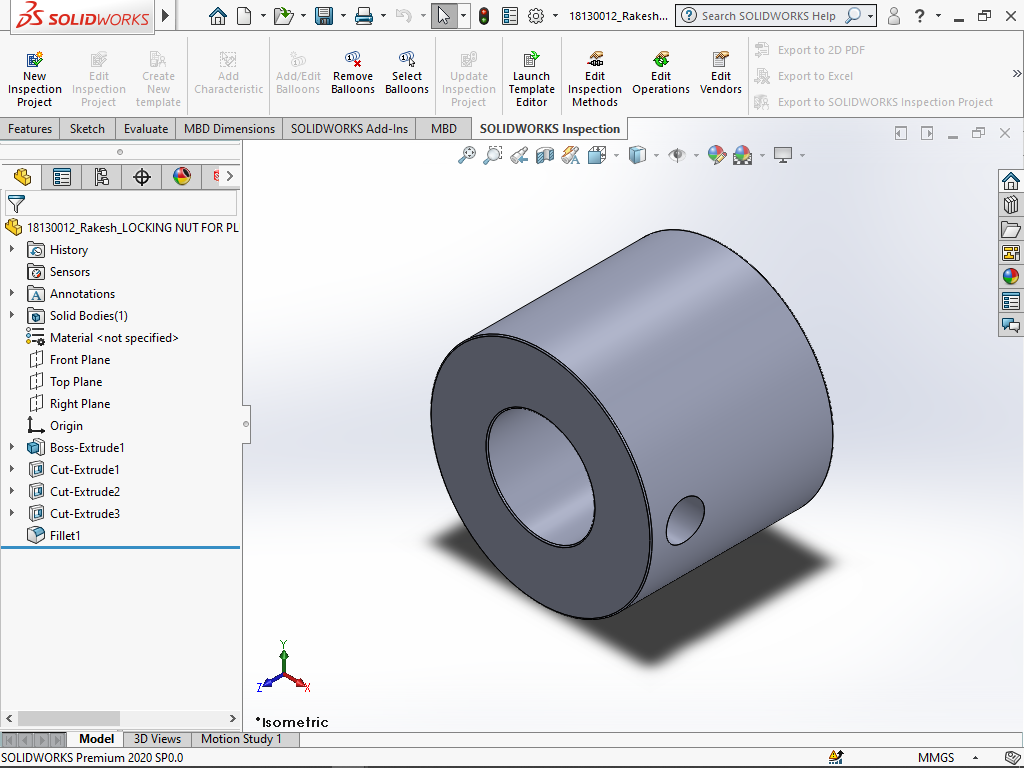 SOLIDWORKS
18130012_Rakesh...
Search SOLIDWORKS Help
New Inspection Project
Edit Inspection Project
Create New template
Add Characteristic
Add/Edit Balloons
Remove Balloons
Select Balloons
Update Inspection Project
Launch Template Editor
Edit Inspection Methods
Edit Operations
Edit Vendors
Export to 2D PDF
Export to Excel
Export to SOLIDWORKS Inspection Project
Features
Sketch
Evaluate
MBD Dimensions
SOLIDWORKS Add-Ins
MBD
SOLIDWORKS Inspection
18130012_Rakesh_LOCKING NUT FOR PL
History
Sensors
Annotations
Solid Bodies(1)
Material <not specified>
Front Plane
Top Plane
Right Plane
Origin
Boss-Extrude1
Cut-Extrude1
Cut-Extrude2
Cut-Extrude3
Fillet1
Y
Z
X
*Isometric
Model
3D Views
Motion Study 1
SOLIDWORKS Premium 2020 SP0.0
MMGS